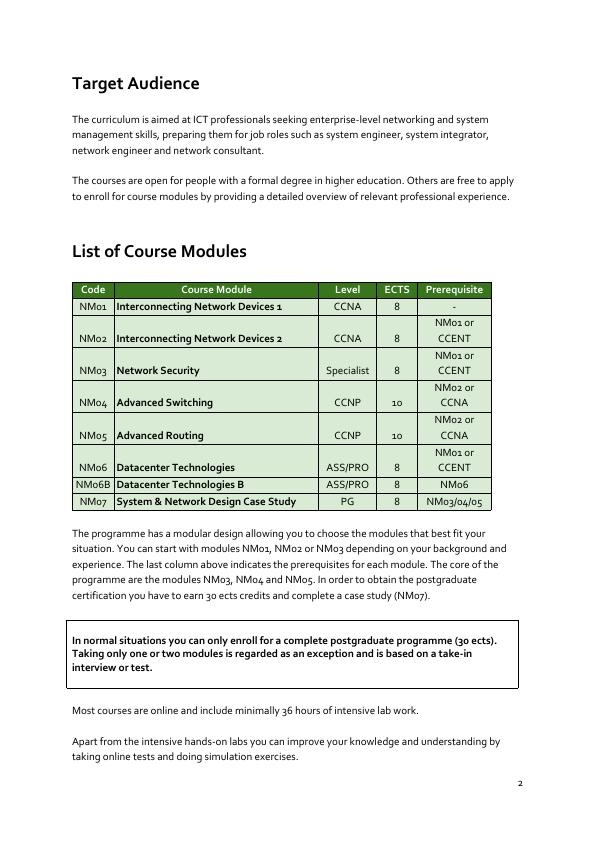 Target Audience
The curriculum is aimed at ICT professionals seeking enterprise-level networking and system
management skills, preparing them for job roles such as system engineer, system integrator,
network engineer and network consultant.
The courses are open for people with a formal degree in higher education. Others are free to apply
to enroll for course modules by providing a detailed overview of relevant professional experience.
List of Course Modules
Code Course Module Level ECTS Prerequisite
NM01 Interconnecting Network Devices 1 CCNA 8 -
NM01 or
NM02 Interconnecting Network Devices 2 CCNA 8 CCENT
NM01 or
NM03 Network Security Specialist 8 CCENT
NM02 or
NM04 Advanced Switching CCNP 10 CCNA
NM02 or
NM05 Advanced Routing CCNP 10 CCNA
NM01 or
NM06 Datacenter Technologies ASS/PRO 8 CCENT
NM06B Datacenter Technologies B ASS/PRO 8 NM06
NM07 System & Network Design Case Study PG 8 NM03/04/05
The programme has a modular design allowing you to choose the modules that best fit your
situation. You can start with modules NM01, NM02 or NM03 depending on your background and
experience. The last column above indicates the prerequisites for each module. The core of the
programme are the modules NM03, NM04 and NM05. In order to obtain the postgraduate
certification you have to earn 30 ects credits and complete a case study (NM07).
In normal situations you can only enroll for a complete postgraduate programme (30 ects).
Taking only one or two modules is regarded as an exception and is based on a take-in
interview or test.
Most courses are online and include minimally 36 hours of intensive lab work.
Apart from the intensive hands-on labs you can improve your knowledge and understanding by
taking online tests and doing simulation exercises.
2